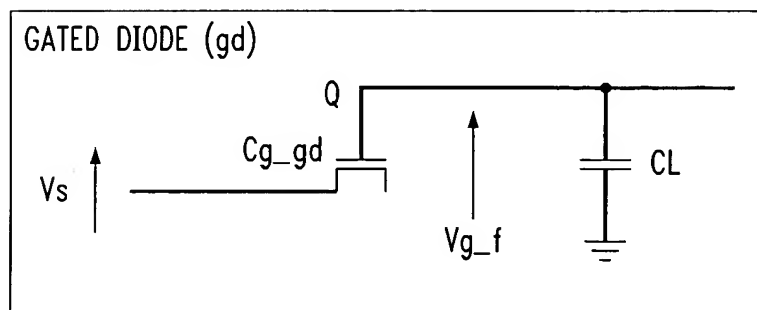 GATED DIODE (gd)
Q
Cg_gd
Vs
CL
Vg_f